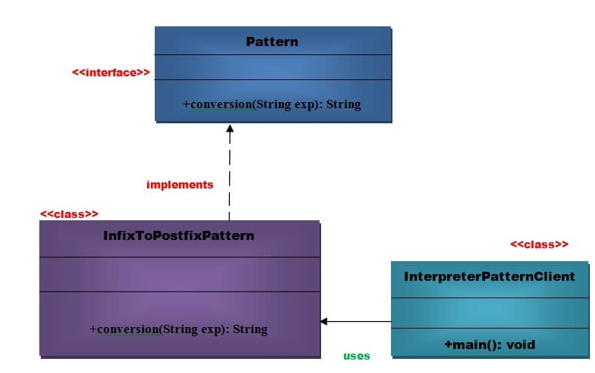 Pattern
<<interface>>
+conversion(String exp): String
implements
<<class>>
InfixToPostfixPattern
<<class>>
InterpreterPatternClient
+conversion(String exp): String
+main(): void
uses